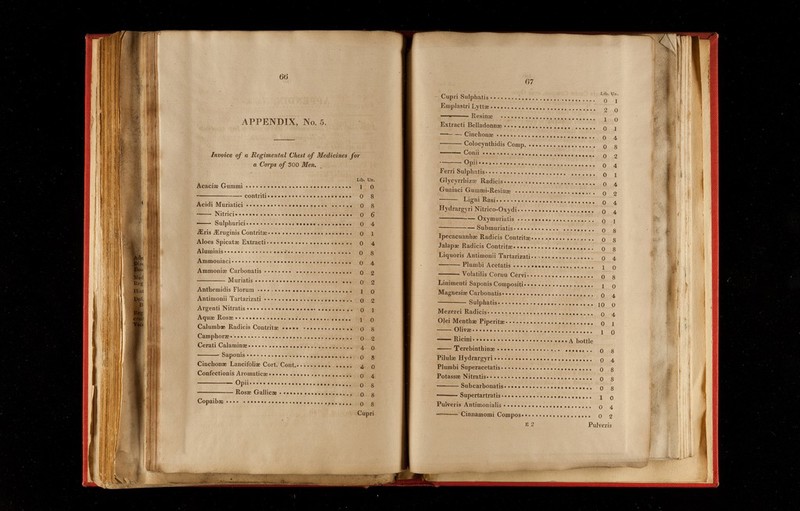 66
APPENDIX, No. 5.
Invoice of a Regimental Chest of Medicines for
a Corps of 300 Men.
Lib. Un.
Acaciæ Gummi 1 0
——— contriti 0 8
Acidi Muriatici 0 8
—— Nitrici 0 6
—— Sulphurici 0 4
Æris Æruginis Contritæ 0 1
Aloes Spicatæ Extracti 0 4
Aluminis 0 8
Ammoniaci 0 4
Ammoniæ Carbonatis 0 2
——— Muriatis 0 2
Anthemidis Florum 1 0
Antimonii Tartarizati 0 2
Argenti Nitratis 0 1
Aquæ Rosæ 1 0
Calumbæ Radicis Contritæ 0 8
Camphoræ 0 2
Cerati Calaminæ 4 0
—— Saponis 0 8
Cinchonæ Lancifoliæ Cort. Cont. 4 0
Confectionis Aromaticæ 0 4
——— Opii 0 6
——— Rosæ Gallicæ 0 8
Copaibæ 0 8
Cupri
67
Lib. Un.
Cupri Sulphatis 0 1
Emplastri Lyttæ 2 0
——— Resinæ 1 0
Extracti Belladonnæ 0 1
—— Cinchonæ 0 4
—— Colocynthidis Comp. 0 8
—— Conii 0 2
—— Opii 0 4
Ferri Sulphatis 0 1
Glycyrrhizæ Radicis 0 4
Guaiaci Gummi-Resinæ 0 2
—— Ligni Rasi 0 4
Hydrargyri Nitrico-Oxydi 0 4
——— Oxymuriatis 0 1
——— Submuriatis 0 8
Ipecacuanhæ Radicis Contritæ 0 8
Jalapæ Radicis Contritæ 0 8
Liquoris Antimonii Tartarizati 0 4
——— Plumbi Acetatis 1 0
——— Volatilis Cornu Cervi 0 8
Linimenti Saponis Compositi 1 0
Magnesiæ Carbonatis 0 4
——— Sulphatis 10 0
Mezerei Radicis 0 4
Olei Menthæ Piperitæ 0 1
—— Olivæ 1 0
—— Ricini A bottle
—— Terebinthinæ 0 8
Pilulæ Hydrargyri 0 4
Plumbi Superacetatis 0 8
Potassæ Nitratis 0 8
——— Subcarbonatis 0 8
——— Supertartratis 1 0
Pulveris Antimonialis 0 4
——— Cinnamomi Compos 0 2
E 2 Pulveris